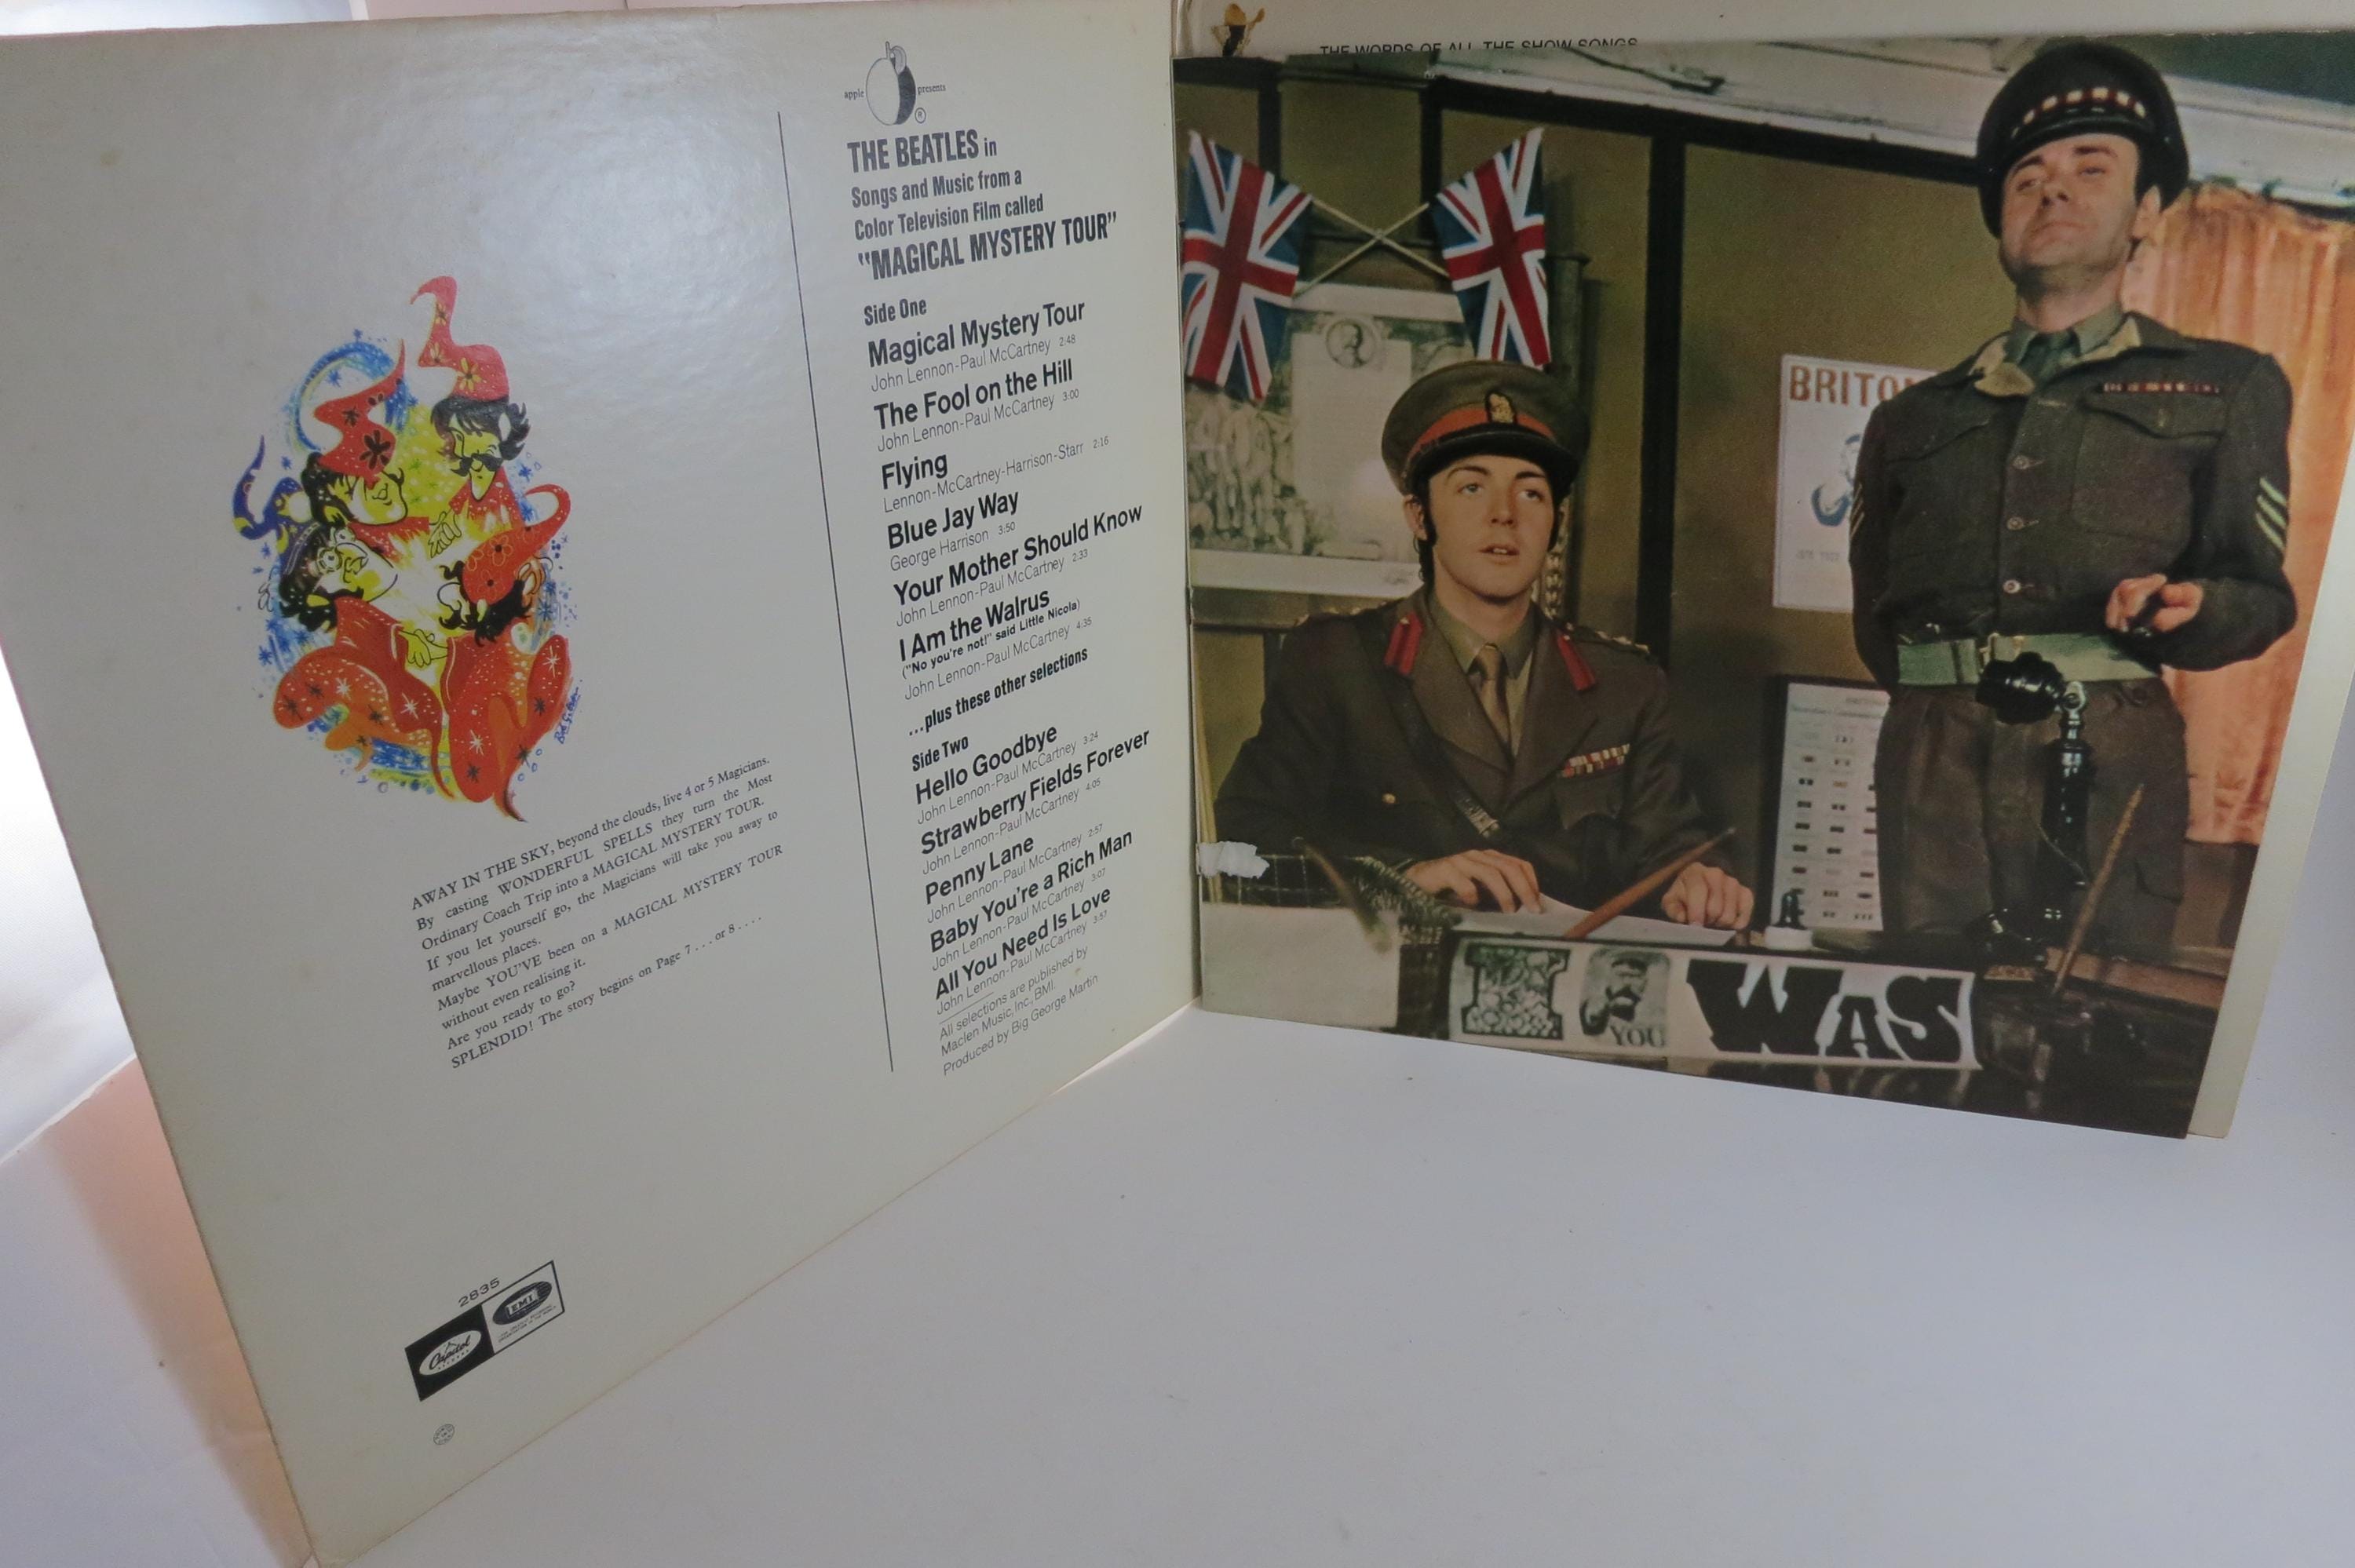 apple presents
THE BEATLES in
Songs and Music from a
Color Television Film called
"MAGICAL MYSTERY TOUR"
Side One
Magical Mystery Tour
John Lennon-Paul McCartney 2:48
The Fool on the Hill
John Lennon-Paul McCartney 3:00
Flying
Lennon-McCartney-Harrison-Starr 2:16
Blue Jay Way
George Harrison 3:50
Your Mother Should Know
John Lennon-Paul McCartney 2:33
I Am the Walrus
("No you're not!" said Little Nicola)
John Lennon-Paul McCartney 4:35
...plus these other selections
Side Two
Hello Goodbye
John Lennon-Paul McCartney 3:24
Strawberry Fields Forever
John Lennon-Paul McCartney 4:05
Penny Lane
John Lennon-Paul McCartney 2:57
Baby You're a Rich Man
John Lennon-Paul McCartney 3:07
All You Need Is Love
John Lennon-Paul McCartney 3:57
All selections are published by
Maclen Music, Inc., BMI.
Produced by Big George Martin
AWAY IN THE SKY, beyond the clouds, live 4 or 5 Magicians.
By casting WONDERFUL SPELLS they turn the Most
Ordinary Coach Trip into a MAGICAL MYSTERY TOUR.
If you let yourself go, the Magicians will take you away to
marvellous places.
Maybe YOU'VE been on a MAGICAL MYSTERY TOUR
without even realising it.
Are you ready to go?
SPLENDID! The story begins on Page 7 . . . or 8 . . . .
2835
Capitol
RECORDS
EMI
THE WORDS OF ALL THE SHOW SONGS
BRITO
I
YOU
WAS